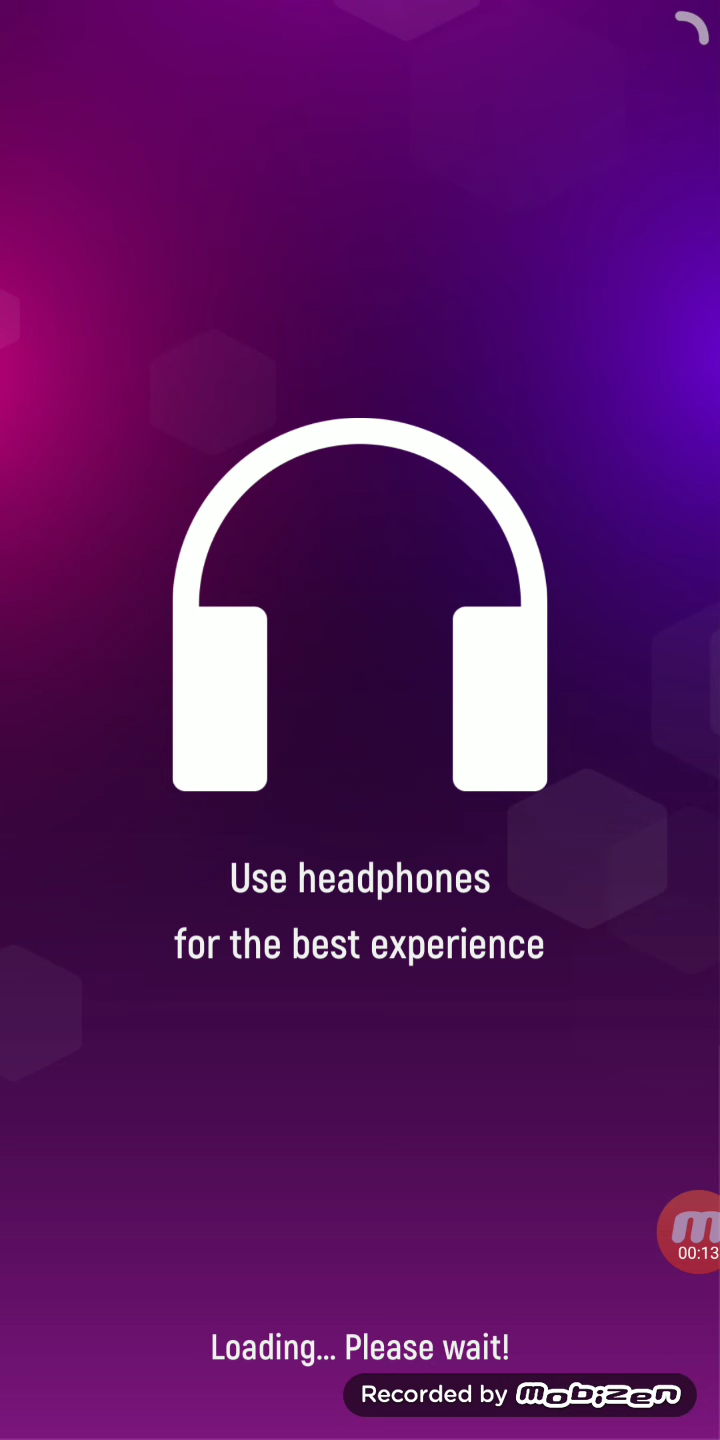 Use headphones
for the best experience
00:13
Loading... Please wait!
Recorded by mobizen